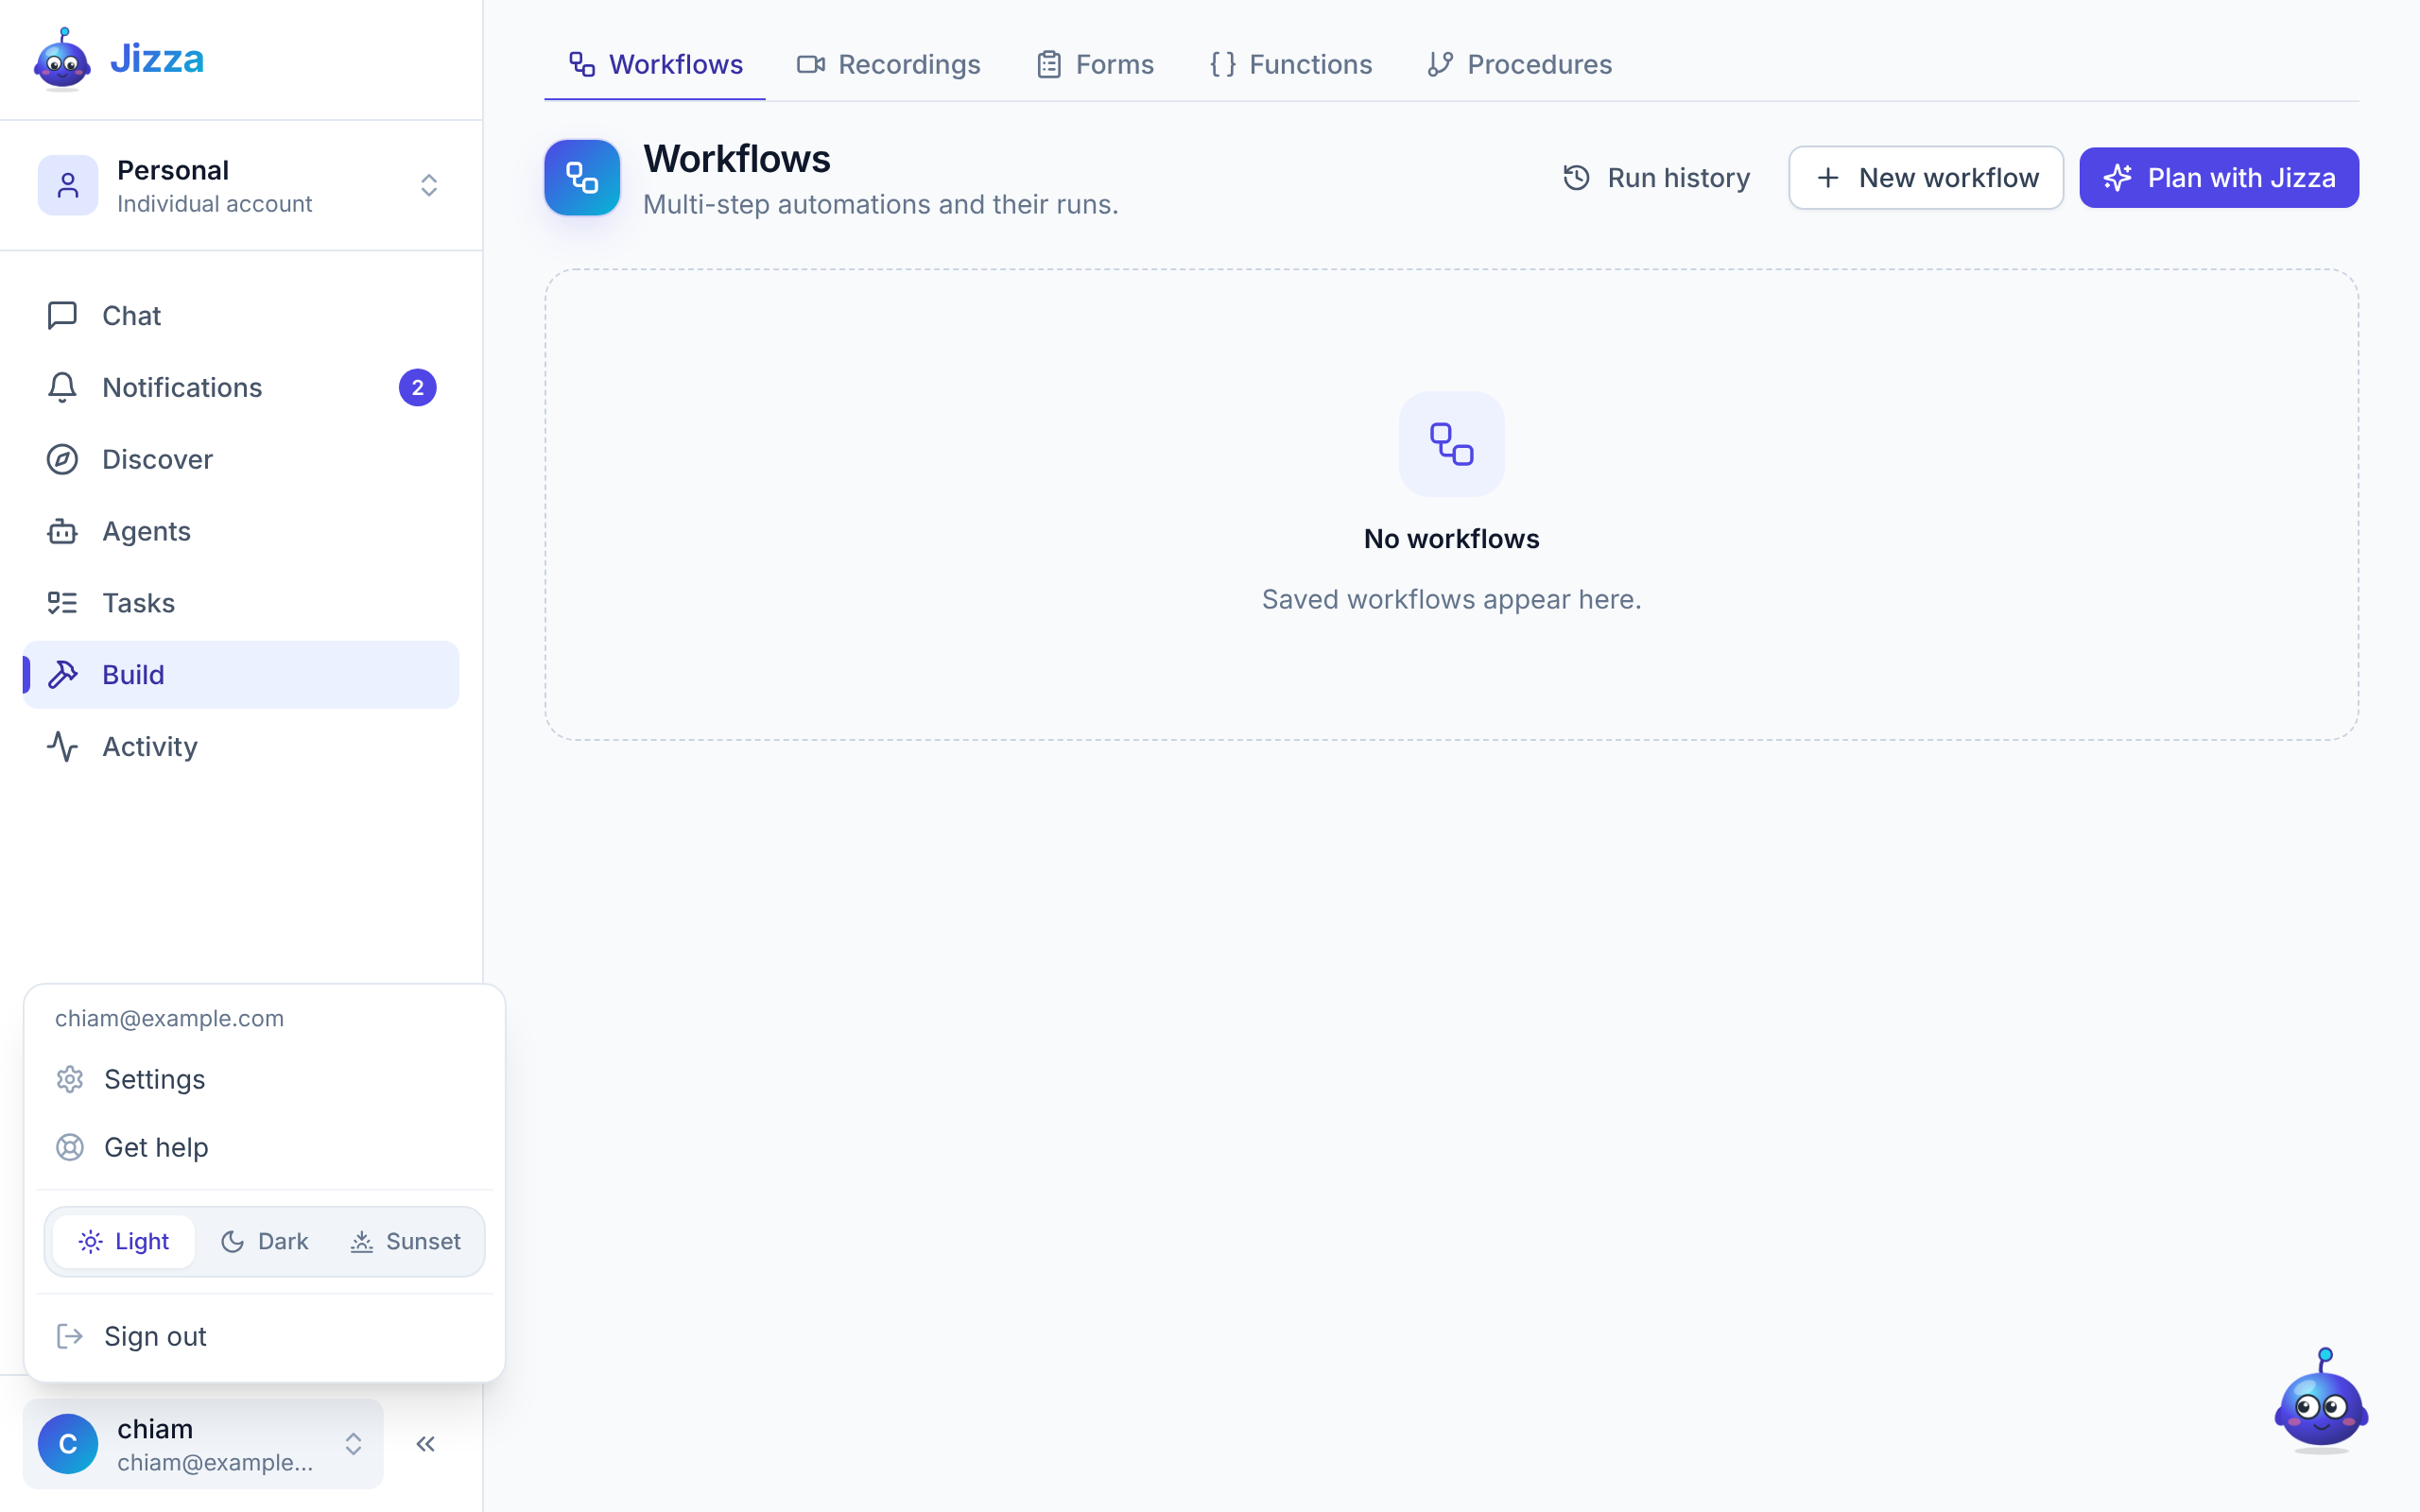 Jizza
Personal
Individual account
Chat
Notifications
2
Discover
Agents
Tasks
Build
Activity
chiam@example.com
Settings
Get help
Light
Dark
Sunset
Sign out
C
chiam
chiam@example...
Workflows
Recordings
Forms
Functions
Procedures
Workflows
Multi-step automations and their runs.
Run history
New workflow
Plan with Jizza
No workflows
Saved workflows appear here.